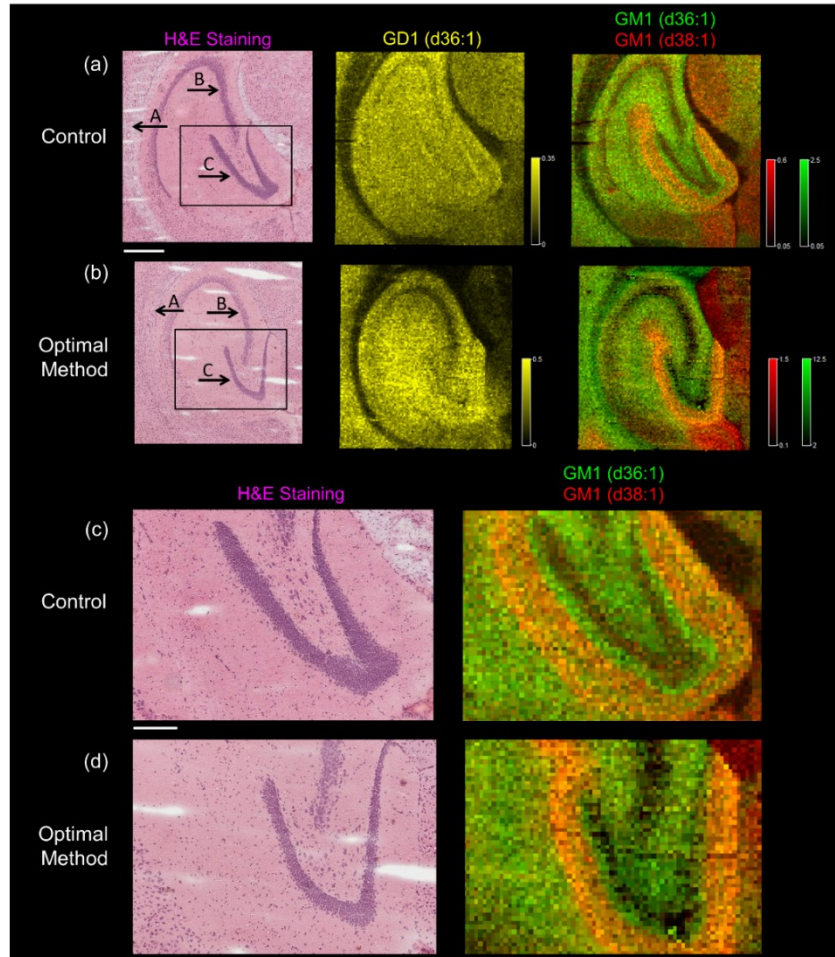 H&E Staining
GD1 (d36:1)
GM1 (d36:1)
GM1 (d38:1)
(a)
Control
A
B
C
0.35
0
0.6
0.05
2.5
0.05
(b)
Optimal
Method
A
B
C
0.5
0
1.5
0.1
12.5
2
H&E Staining
GM1 (d36:1)
GM1 (d38:1)
(c)
Control
(d)
Optimal
Method